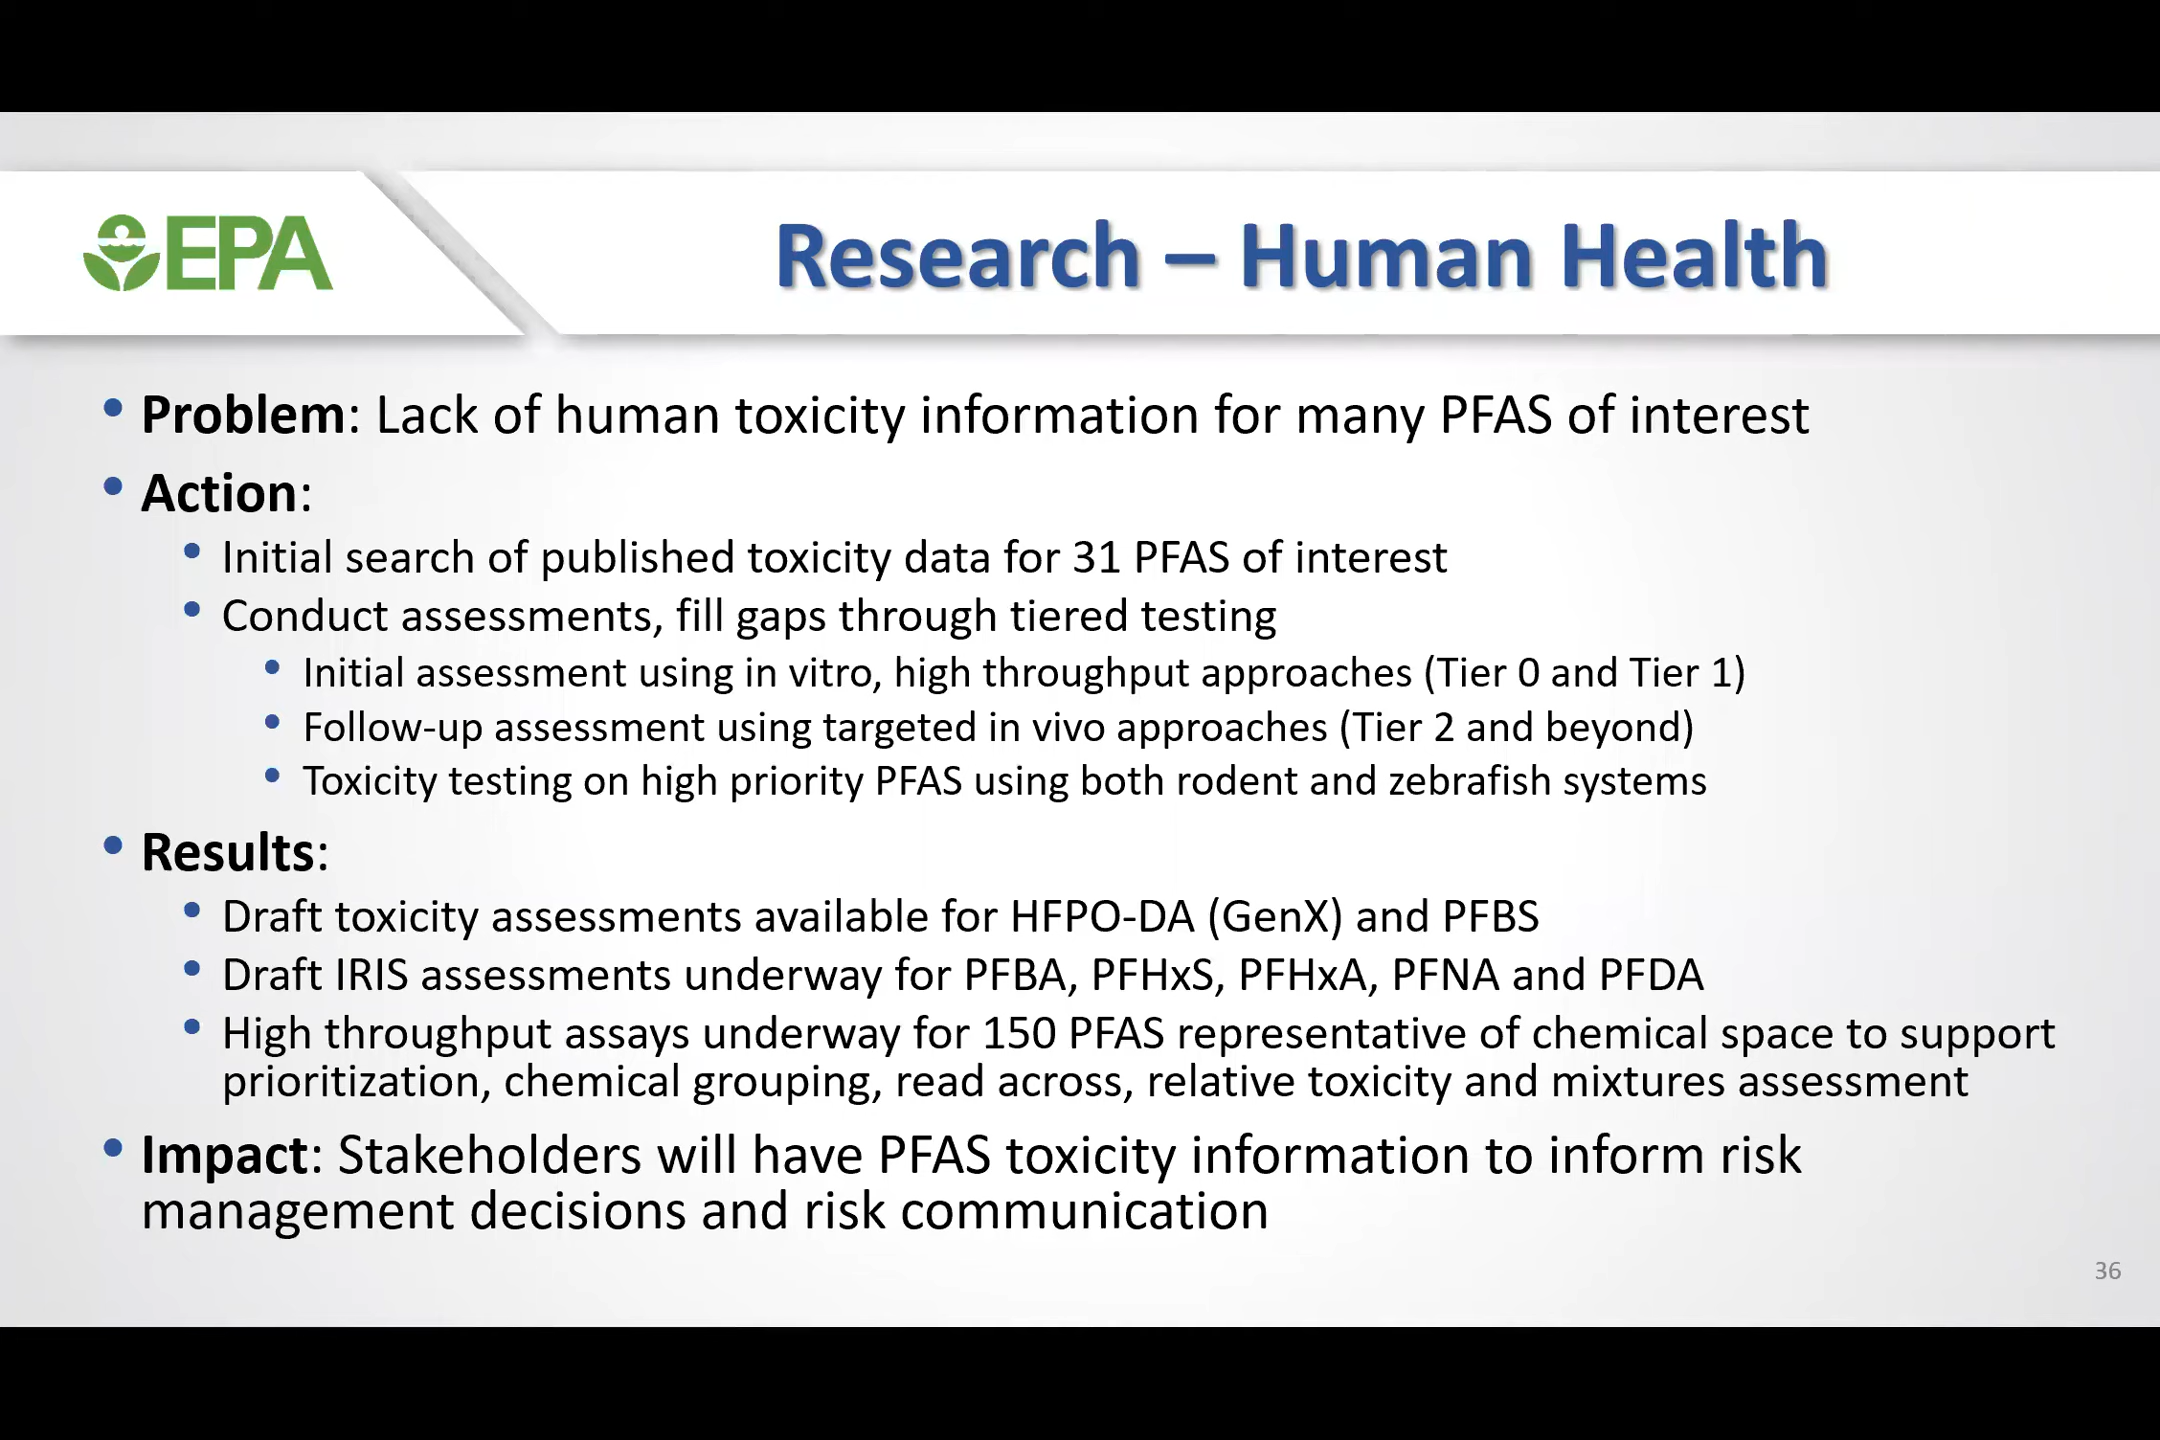 EPA
Research – Human Health
• Problem: Lack of human toxicity information for many PFAS of interest
• Action:
• Initial search of published toxicity data for 31 PFAS of interest
• Conduct assessments, fill gaps through tiered testing
• Initial assessment using in vitro, high throughput approaches (Tier 0 and Tier 1)
• Follow-up assessment using targeted in vivo approaches (Tier 2 and beyond)
• Toxicity testing on high priority PFAS using both rodent and zebrafish systems
• Results:
• Draft toxicity assessments available for HFPO-DA (GenX) and PFBS
• Draft IRIS assessments underway for PFBA, PFHxS, PFHxA, PFNA and PFDA
• High throughput assays underway for 150 PFAS representative of chemical space to support
prioritization, chemical grouping, read across, relative toxicity and mixtures assessment
• Impact: Stakeholders will have PFAS toxicity information to inform risk
management decisions and risk communication
36